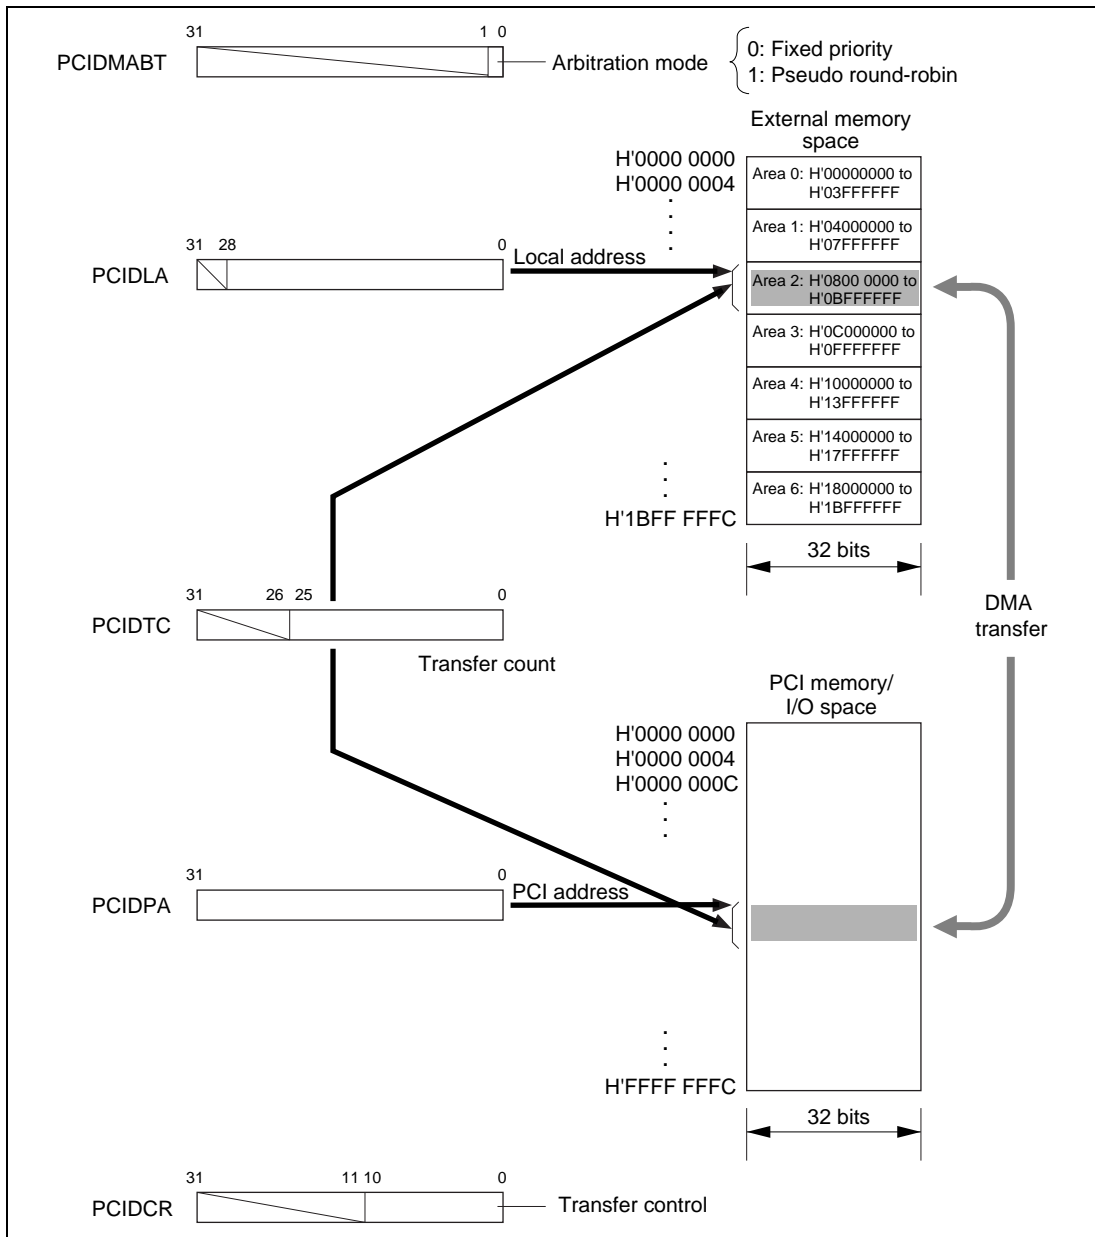 31 1 0
PCIDMABT
Arbitration mode
0: Fixed priority
1: Pseudo round-robin
External memory
space
H'0000 0000
H'0000 0004
Area 0: H'00000000 to
H'03FFFFFF
Area 1: H'04000000 to
H'07FFFFFF
31 28 0
PCIDLA
Local address
Area 2: H'0800 0000 to
H'0BFFFFFF
Area 3: H'0C000000 to
H'0FFFFFFF
Area 4: H'10000000 to
H'13FFFFFF
Area 5: H'14000000 to
H'17FFFFFF
Area 6: H'18000000 to
H'1BFFFFFF
H'1BFF FFFC
32 bits
31 26 25 0
PCIDTC
Transfer count
DMA
transfer
PCI memory/
I/O space
H'0000 0000
H'0000 0004
H'0000 000C
31 0
PCIDPA
PCI address
H'FFFF FFFC
32 bits
31 11 10 0
PCIDCR
Transfer control